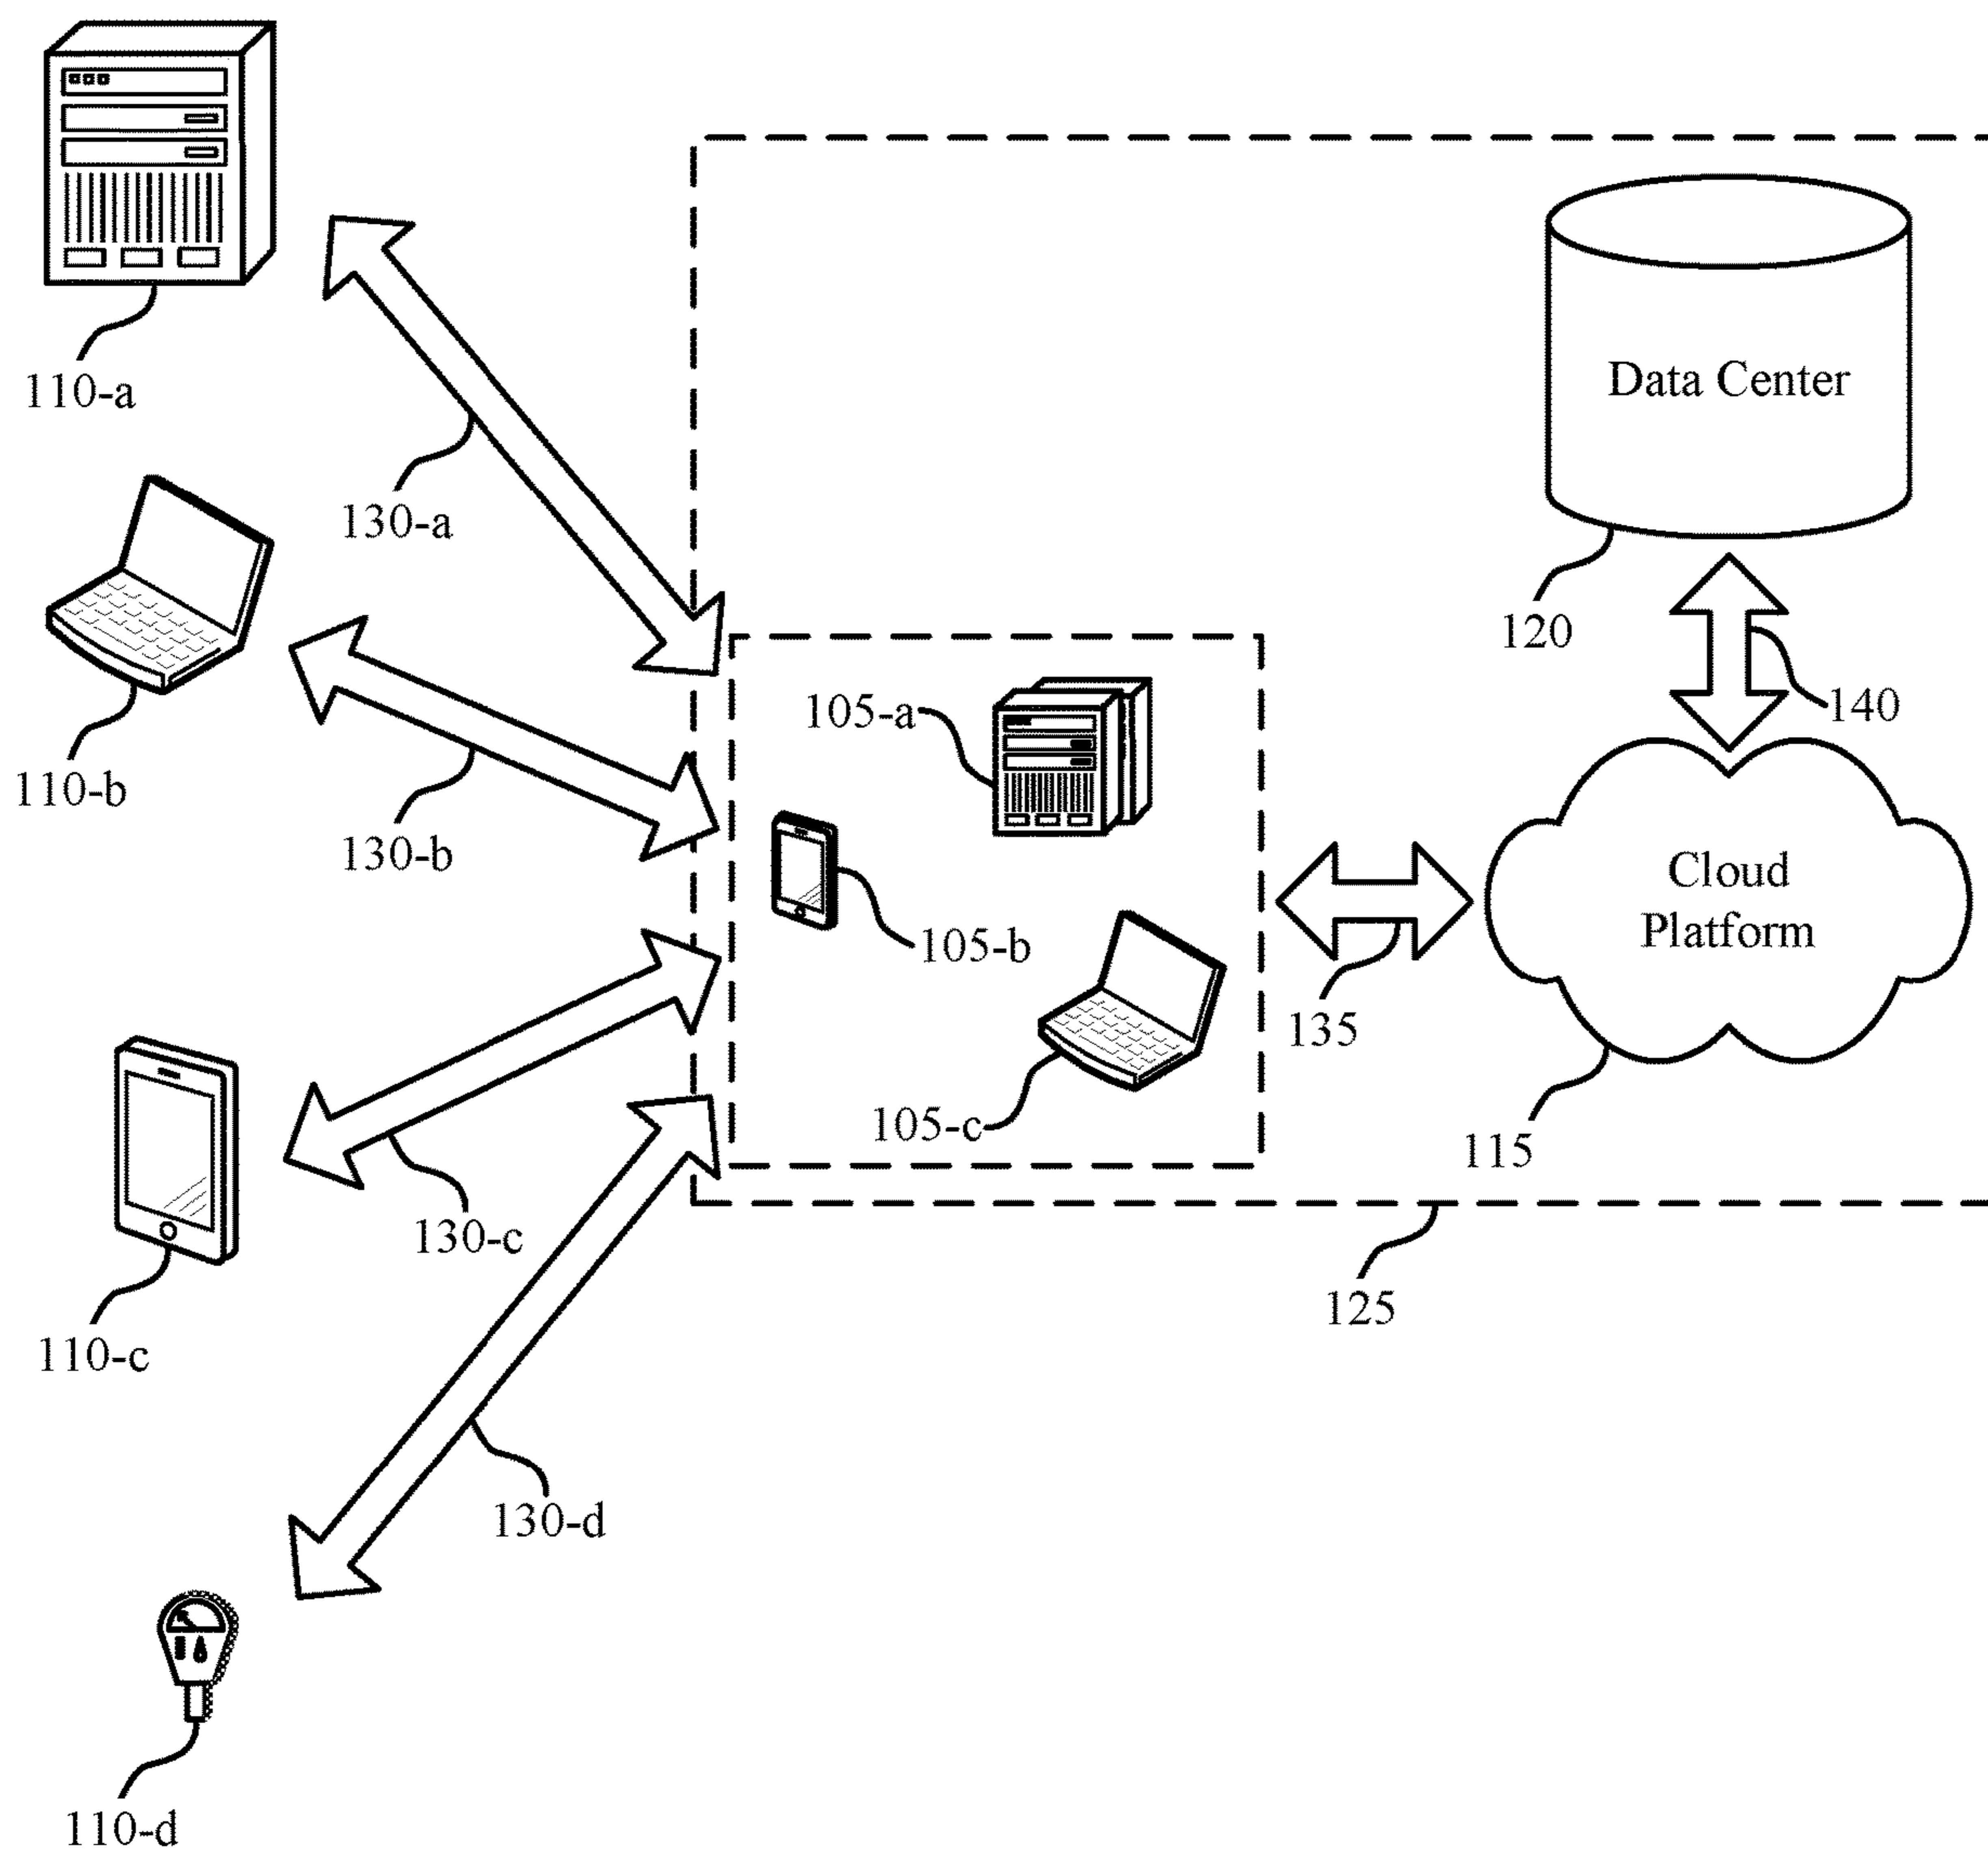 110-a
130-a
Data Center
120
140
110-b
130-b
105-a
105-b
105-c
Cloud
Platform
135
115
110-c
130-c
125
130-d
110-d